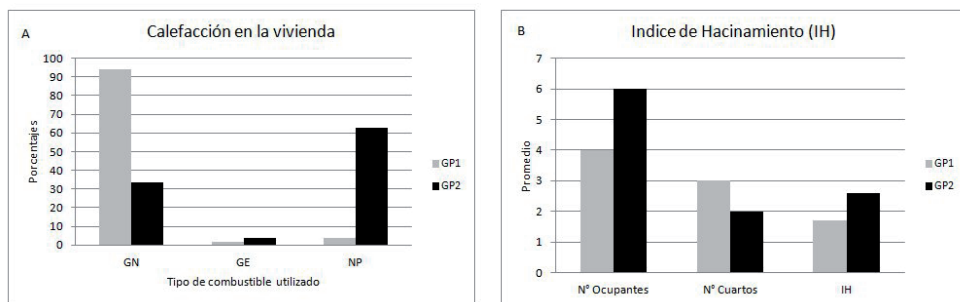 A
Calefacción en la vivienda
Porcentajes
100
90
80
70
60
50
40
30
20
10
0
GN
GE
NP
Tipo de combustible utilizado
GP1
GP2
B
Indice de Hacinamiento (IH)
Promedio
7
6
5
4
3
2
1
0
N° Ocupantes
N° Cuartos
IH
GP1
GP2